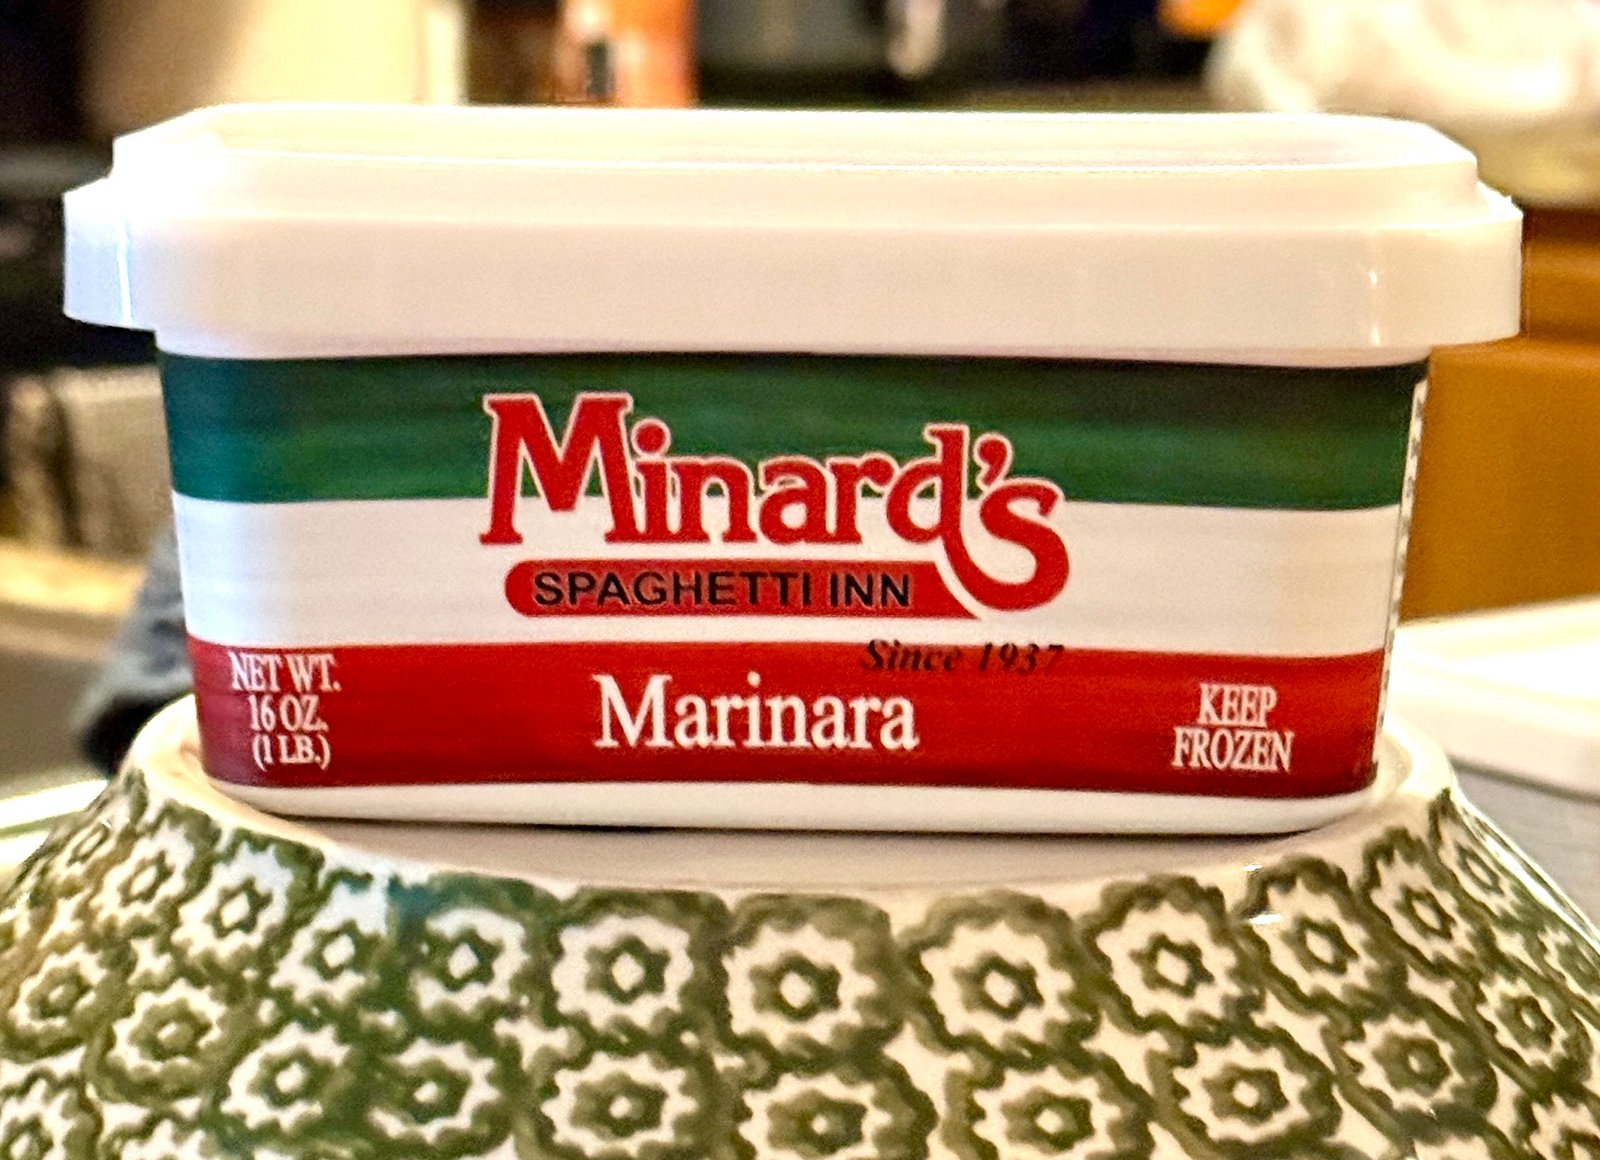 Minard's
SPAGHETTI INN
Since 1937
NET WT.
16 OZ.
(1 LB.)
Marinara
KEEP
FROZEN